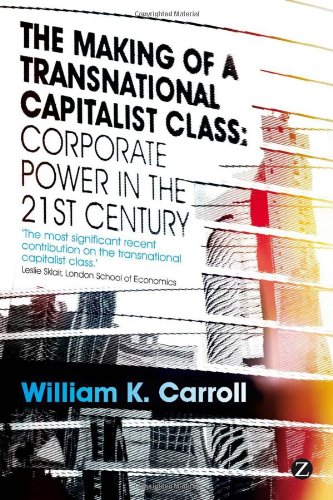 THE MAKING OF A
TRANSNATIONAL
CAPITALIST CLASS:
CORPORATE
POWER IN THE
21ST CENTURY
'The most significant recent
contribution on the transnational
capitalist class.'
Leslie Sklair, London School of Economics
William K. Carroll
Z